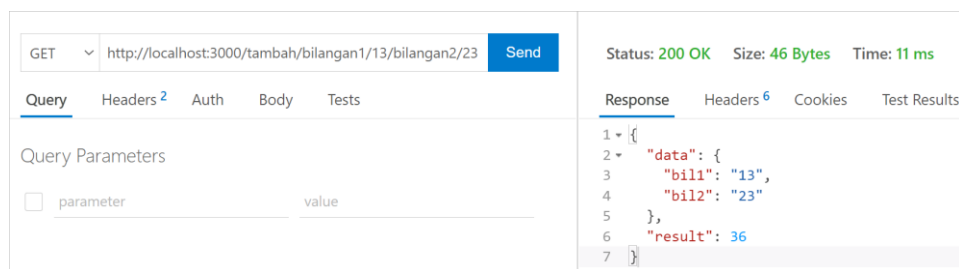 GET http://localhost:3000/tambah/bilangan1/13/bilangan2/23 Send
Query Headers 2 Auth Body Tests
Query Parameters
parameter value
Status: 200 OK Size: 46 Bytes Time: 11 ms
Response Headers 6 Cookies Test Results
1 {
2 "data": {
3 "bil1": "13",
4 "bil2": "23"
5 },
6 "result": 36
7 }